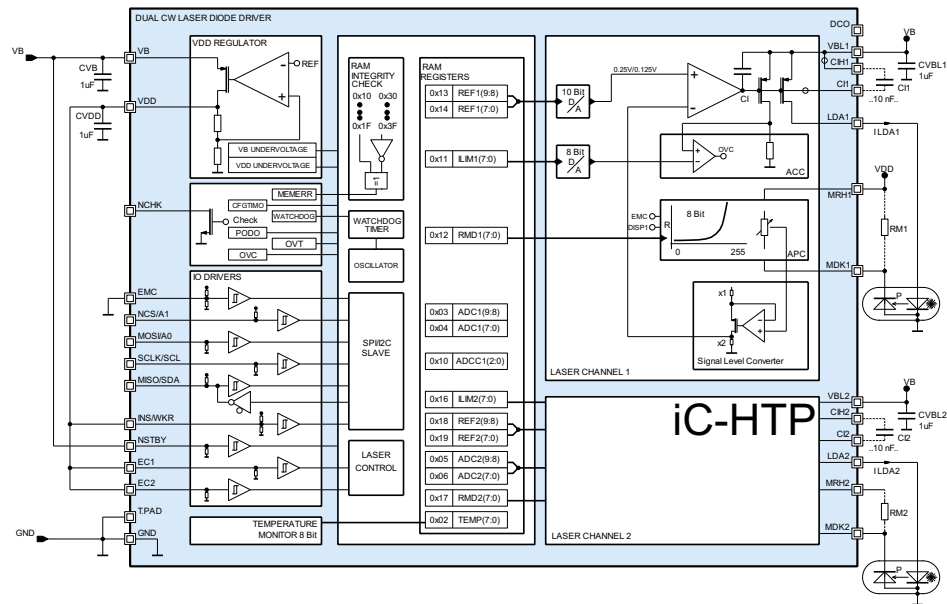 DUAL CW LASER DIODE DRIVER
VB
CVB
1uF
VB
VDD
CVDD
1uF
NCHK
EMC
NCS/A1
MOSI/A0
SCLK/SCL
MISO/SDA
INS/WKR
NSTBY
EC1
EC2
T.PAD
GND
GND
VDD REGULATOR
REF
VB UNDERVOLTAGE
VDD UNDERVOLTAGE
MEMERR
CFGTIMO
Check
WATCHDOG
PODO
OVT
OVC
IO DRIVERS
TEMPERATURE
MONITOR 8 Bit
RAM
INTEGRITY
CHECK
0x10 0x30
0x1F 0x3F
=1
WATCHDOG
TIMER
OSCILLATOR
SPI/I2C
SLAVE
LASER
CONTROL
RAM
REGISTERS
0x13 REF1(9:8)
0x14 REF1(7:0)
0x11 ILIM1(7:0)
0x12 RMD1(7:0)
0x03 ADC1(9:8)
0x04 ADC1(7:0)
0x10 ADCC1(2:0)
0x16 ILIM2(7:0)
0x18 REF2(9:8)
0x19 REF2(7:0)
0x05 ADC2(9:8)
0x06 ADC2(7:0)
0x17 RMD2(7:0)
0x02 TEMP(7:0)
10 Bit
D/A
0.25V/0.125V
CI
8 Bit
D/A
OVC
ACC
EMC
DISP1
R
8 Bit
0 255
APC
x1
x2
Signal Level Converter
LASER CHANNEL 1
iC-HTP
LASER CHANNEL 2
DCO
VBL1
VB
CIH1
CVBL1
1uF
CI1
CI1
..10 nF..
LDA1
ILDA1
VDD
MRH1
RM1
MDK1
P
VBL2
VB
CIH2
CVBL2
1uF
CI2
CI2
..10 nF..
LDA2
ILDA2
MRH2
RM2
MDK2
P